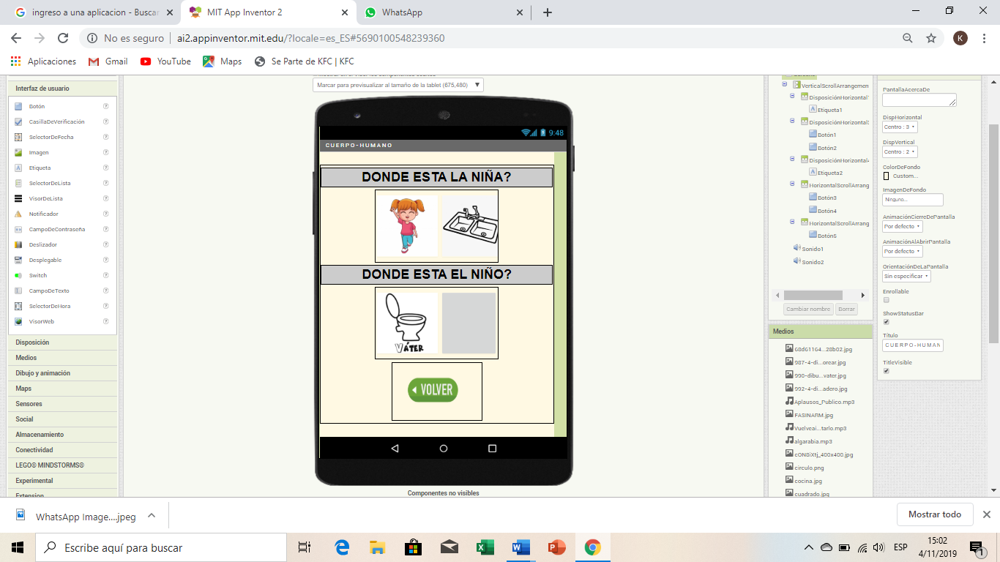 ingreso a una aplicacion - Buscar
MIT App Inventor 2
WhatsApp
No es seguro
ai2.appinventor.mit.edu/?locale=es_ES#5690100548239360
K
Aplicaciones
Gmail
YouTube
Maps
Se Parte de KFC | KFC
Interfaz de usuario
Botón
CasillaDeVerificación
SelectorDeFecha
Imagen
Etiqueta
SelectorDeLista
VisorDeLista
Notificador
CampoDeContraseña
Deslizador
Desplegable
Switch
CampoDeTexto
SelectorDeHora
VisorWeb
Disposición
Medios
Dibujo y animación
Maps
Sensores
Social
Almacenamiento
Conectividad
LEGO® MINDSTORMS®
Experimental
Extension
Marcar para previsualizar al tamaño de la tablet (675,480)
9:48
CUERPO-HUMANO
DONDE ESTA LA NIÑA?
DONDE ESTA EL NIÑO?
VÁTER
VOLVER
Componentes no visibles
VerticalScrollArrangemen
DisposiciónHorizontal
Etiqueta1
DisposiciónHorizontal
Botón1
Botón2
DisposiciónHorizontal
Etiqueta2
HorizontalScrollArrang
Botón3
Botón4
HorizontalScrollArrang
Botón5
Sonido1
Sonido2
Cambiar nombre
Borrar
Medios
68d61164...28b02.jpg
987-4-di...orear.jpg
990-dibu...vater.jpg
992-4-di...adero.jpg
Aplausos_Publico.mp3
FASINARM.jpg
Vuelveai...tarlo.mp3
algarabia.mp3
cON8iXtj_400x400.jpg
circulo.png
cocina.jpg
cuadrado.jpg
PantallaAcercaDe
DispHorizontal
Centro : 3
DispVertical
Centro : 2
ColorDeFondo
Custom...
ImagenDeFondo
Ninguno...
AnimaciónCierreDePantalla
Por defecto
AnimaciónAlAbrirPantalla
Por defecto
OrientaciónDeLaPantalla
Sin especificar
Enrollable
ShowStatusBar
Título
CUERPO-HUMAN
TitleVisible
WhatsApp Image....jpeg
Mostrar todo
Escribe aquí para buscar
ESP
15:02
4/11/2019
1